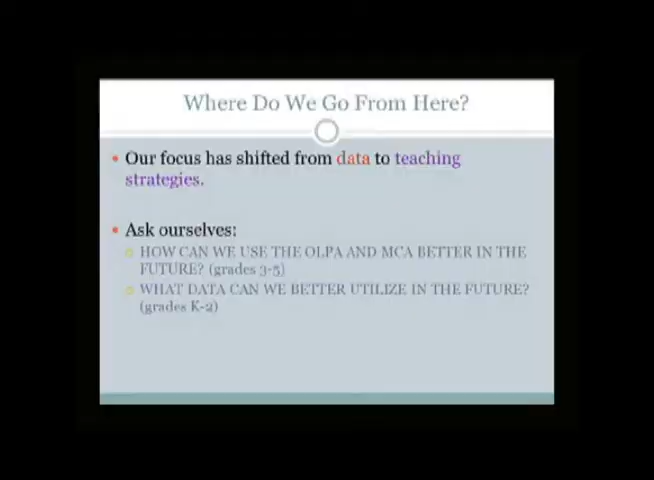 Where Do We Go From Here?
Our focus has shifted from data to teaching
strategies.
Ask ourselves:
HOW CAN WE USE THE OLPA AND MCA BETTER IN THE
FUTURE? (grades 3-5)
WHAT DATA CAN WE BETTER UTILIZE IN THE FUTURE?
(grades K-2)